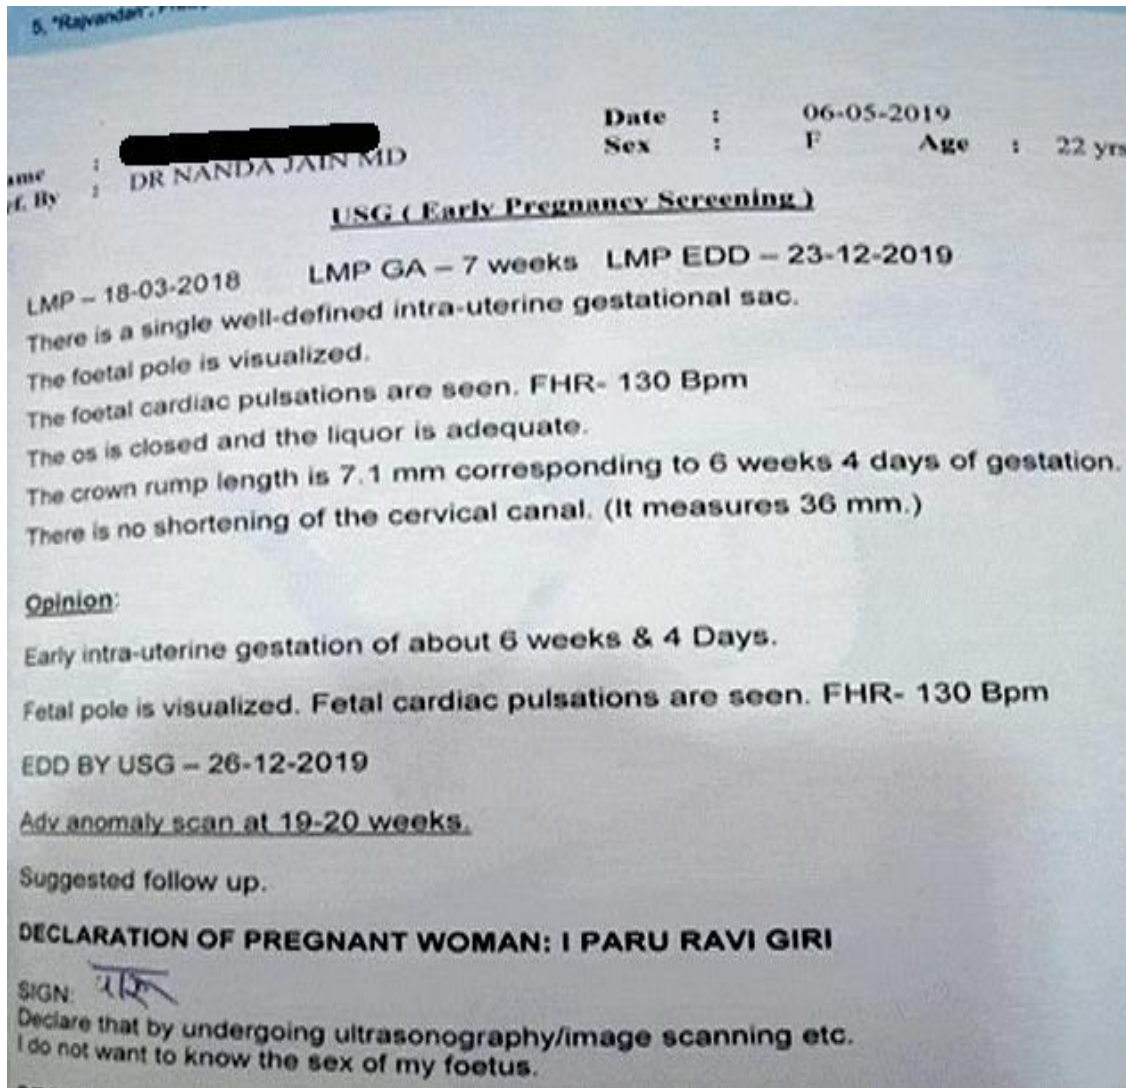 5, "Rajvandan",
Date : 06-05-2019
ame :
Sex : F Age : 22 yrs
ef. By : DR NANDA JAIN MD
USG ( Early Pregnancy Screening )
LMP – 18-03-2018 LMP GA – 7 weeks LMP EDD – 23-12-2019
There is a single well-defined intra-uterine gestational sac.
The foetal pole is visualized.
The foetal cardiac pulsations are seen. FHR- 130 Bpm
The os is closed and the liquor is adequate.
The crown rump length is 7.1 mm corresponding to 6 weeks 4 days of gestation.
There is no shortening of the cervical canal. (It measures 36 mm.)
Opinion:
Early intra-uterine gestation of about 6 weeks & 4 Days.
Fetal pole is visualized. Fetal cardiac pulsations are seen. FHR- 130 Bpm
EDD BY USG – 26-12-2019
Adv anomaly scan at 19-20 weeks.
Suggested follow up.
DECLARATION OF PREGNANT WOMAN: I PARU RAVI GIRI
SIGN:
Declare that by undergoing ultrasonography/image scanning etc.
I do not want to know the sex of my foetus.